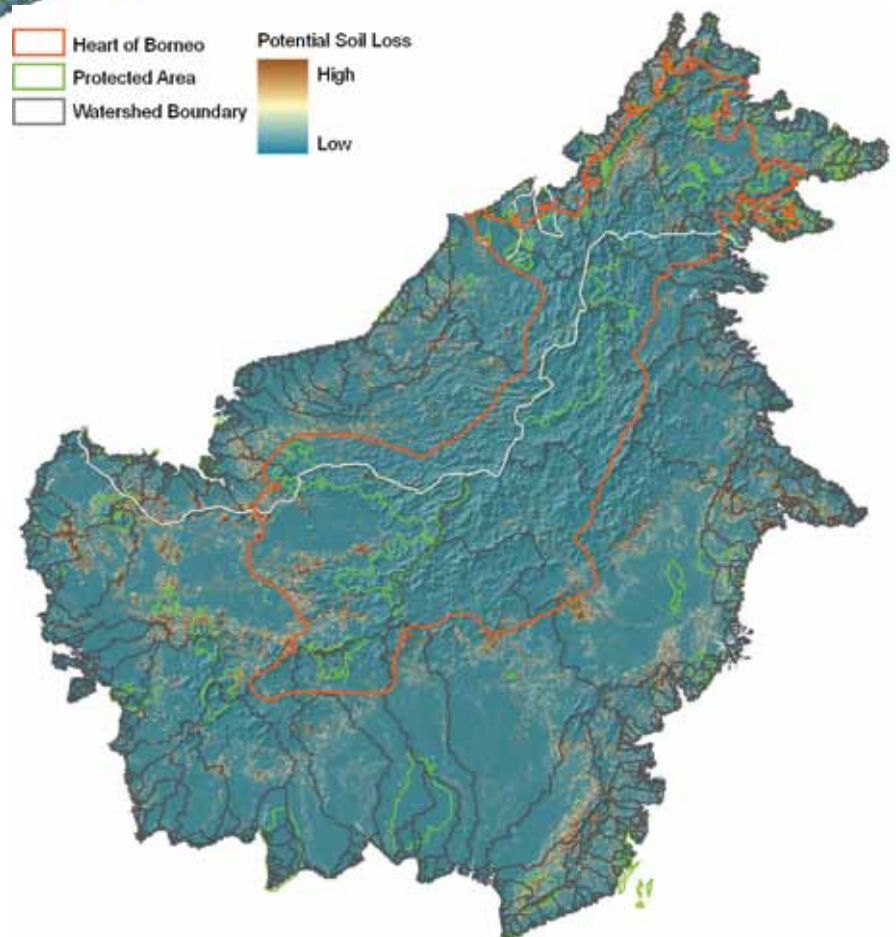 Heart of Borneo
Protected Area
Watershed Boundary
Potential Soil Loss
High
Low